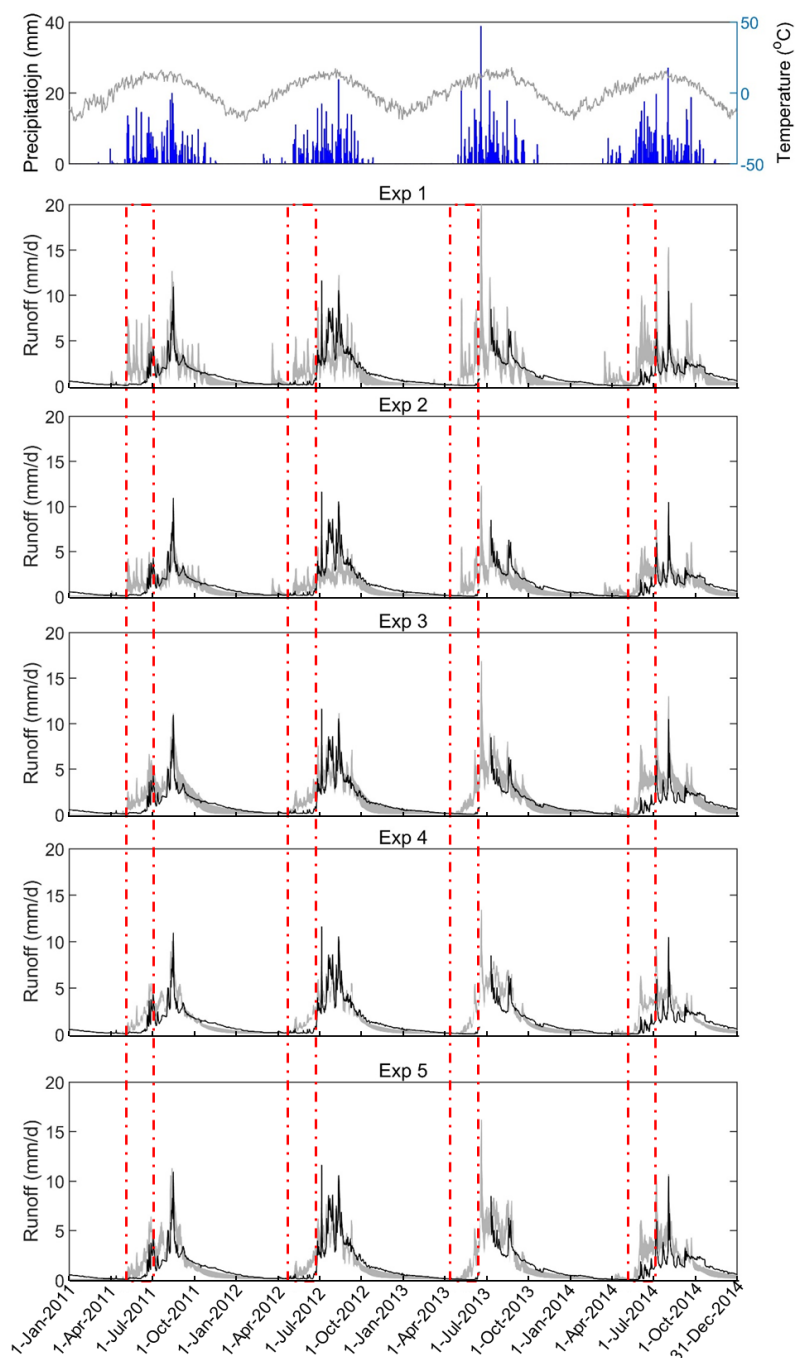 Precipitatiojn (mm)
40
20
0
50
0
-50
Temperature (°C)
Exp 1
Runoff (mm/d)
20
15
10
5
0
Exp 2
Runoff (mm/d)
20
15
10
5
0
Exp 3
Runoff (mm/d)
20
15
10
5
0
Exp 4
Runoff (mm/d)
20
15
10
5
0
Exp 5
Runoff (mm/d)
20
15
10
5
0
1-Jan-2011
1-Apr-2011
1-Jul-2011
1-Oct-2011
1-Jan-2012
1-Apr-2012
1-Jul-2012
1-Oct-2012
1-Jan-2013
1-Apr-2013
1-Jul-2013
1-Oct-2013
1-Jan-2014
1-Apr-2014
1-Jul-2014
1-Oct-2014
31-Dec-2014